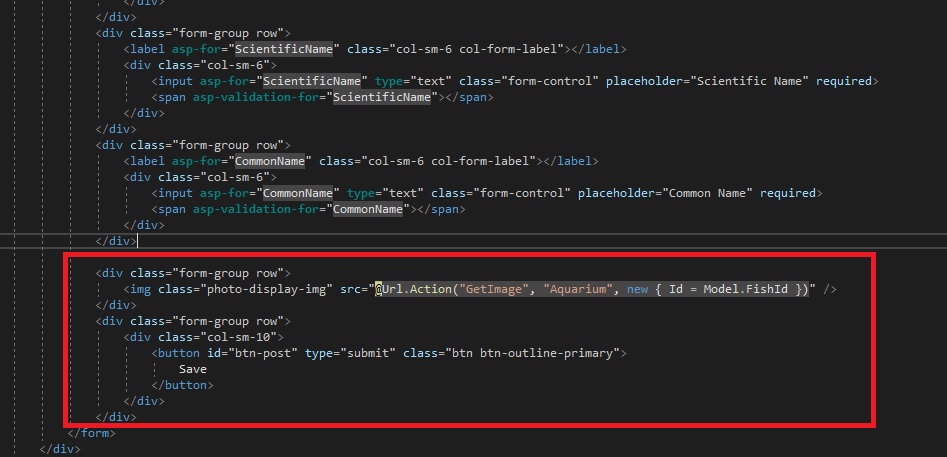 </div>
</div>
<div class="form-group row">
<label asp-for="ScientificName" class="col-sm-6 col-form-label"></label>
<div class="col-sm-6">
<input asp-for="ScientificName" type="text" class="form-control" placeholder="Scientific Name" required>
<span asp-validation-for="ScientificName"></span>
</div>
</div>
<div class="form-group row">
<label asp-for="CommonName" class="col-sm-6 col-form-label"></label>
<div class="col-sm-6">
<input asp-for="CommonName" type="text" class="form-control" placeholder="Common Name" required>
<span asp-validation-for="CommonName"></span>
</div>
</div>
<div class="form-group row">
<img class="photo-display-img" src="@Url.Action("GetImage", "Aquarium", new { Id = Model.FishId })" />
</div>
<div class="form-group row">
<div class="col-sm-10">
<button id="btn-post" type="submit" class="btn btn-outline-primary">
Save
</button>
</div>
</div>
</form>
</div>